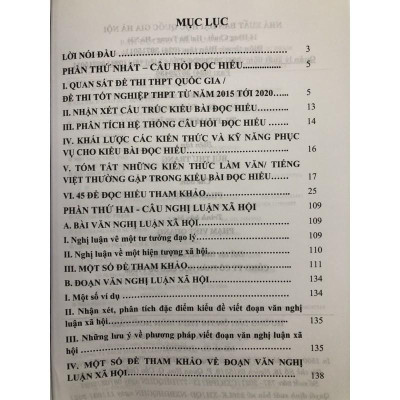 MỤC LỤC
LỜI NÓI ĐẦU 3
PHẦN THỨ NHẤT – CÂU HỎI ĐỌC HIỂU 5
I. QUAN SÁT ĐỀ THI THPT QUỐC GIA /
ĐỀ THI TỐT NGHIỆP THPT TỪ NĂM 2015 TỚI 2020 5
II. NHẬN XÉT CẤU TRÚC KIỂU BÀI ĐỌC HIỂU 13
III. PHÂN TÍCH HỆ THỐNG CÂU HỎI ĐỌC HIỂU 14
IV. KHÁI LƯỢC CÁC KIẾN THỨC VÀ KỸ NĂNG PHỤC
VỤ CHO KIỂU BÀI ĐỌC HIỂU 16
V. TÓM TẮT NHỮNG KIẾN THỨC LÀM VĂN/ TIẾNG
VIỆT THƯỜNG GẶP TRONG KIỂU BÀI ĐỌC HIỂU 17
VI. 45 ĐỀ ĐỌC HIỂU THAM KHẢO 25
PHẦN THỨ HAI - CÂU NGHỊ LUẬN XÃ HỘI 109
A. BÀI VĂN NGHỊ LUẬN XÃ HỘI 109
I. Nghị luận về một tư tưởng đạo lý 109
II. Nghị luận về một hiện tượng xã hội 110
III. MỘT SỐ ĐỀ THAM KHẢO 111
B. ĐOẠN VĂN NGHỊ LUẬN XÃ HỘI 134
I. Một số ví dụ 134
II. Nhận xét, phân tích đặc điểm kiểu đề viết đoạn văn nghị
luận xã hội 135
III. Những lưu ý về phương pháp viết đoạn văn nghị luận
xã hội 135
IV. MỘT SỐ ĐỀ THAM KHẢO VỀ ĐOẠN VĂN NGHỊ
LUẬN XÃ HỘI 138